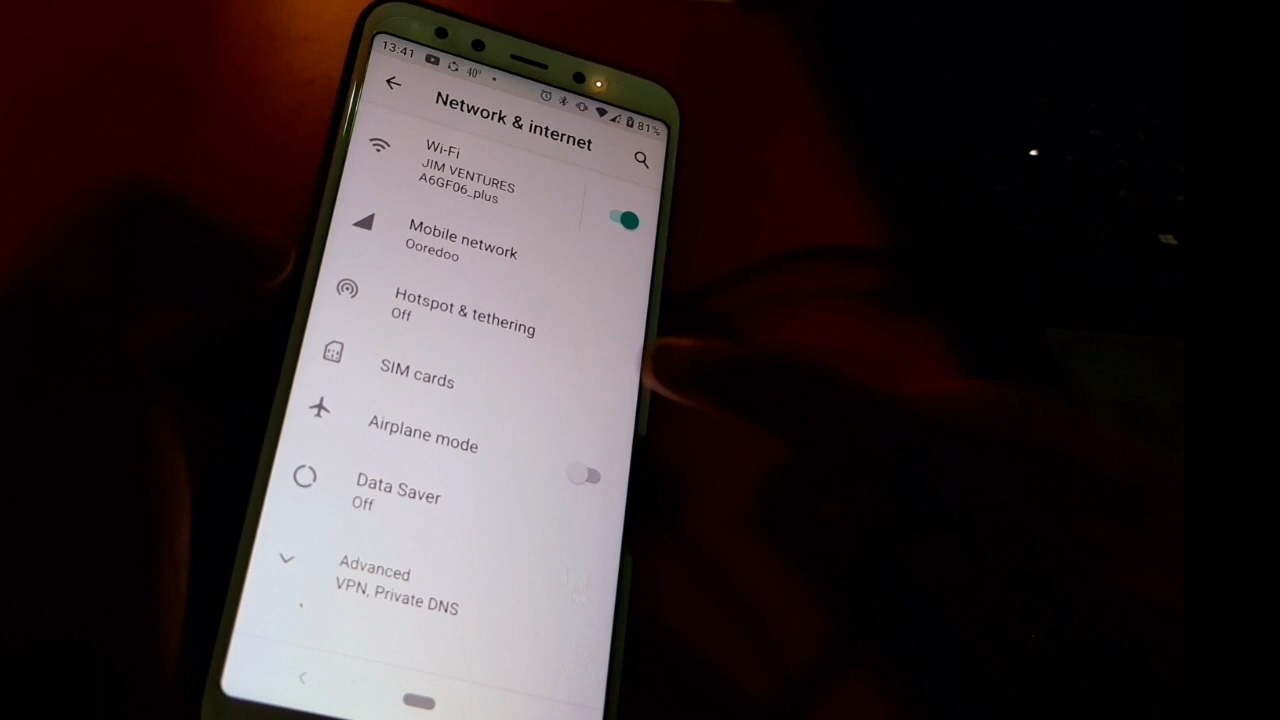 13:41
40°
81%
Network & internet
Wi-Fi
JIM VENTURES
A6GF06_plus
Mobile network
Ooredoo
Hotspot & tethering
Off
SIM cards
Airplane mode
Data Saver
Off
Advanced
VPN, Private DNS